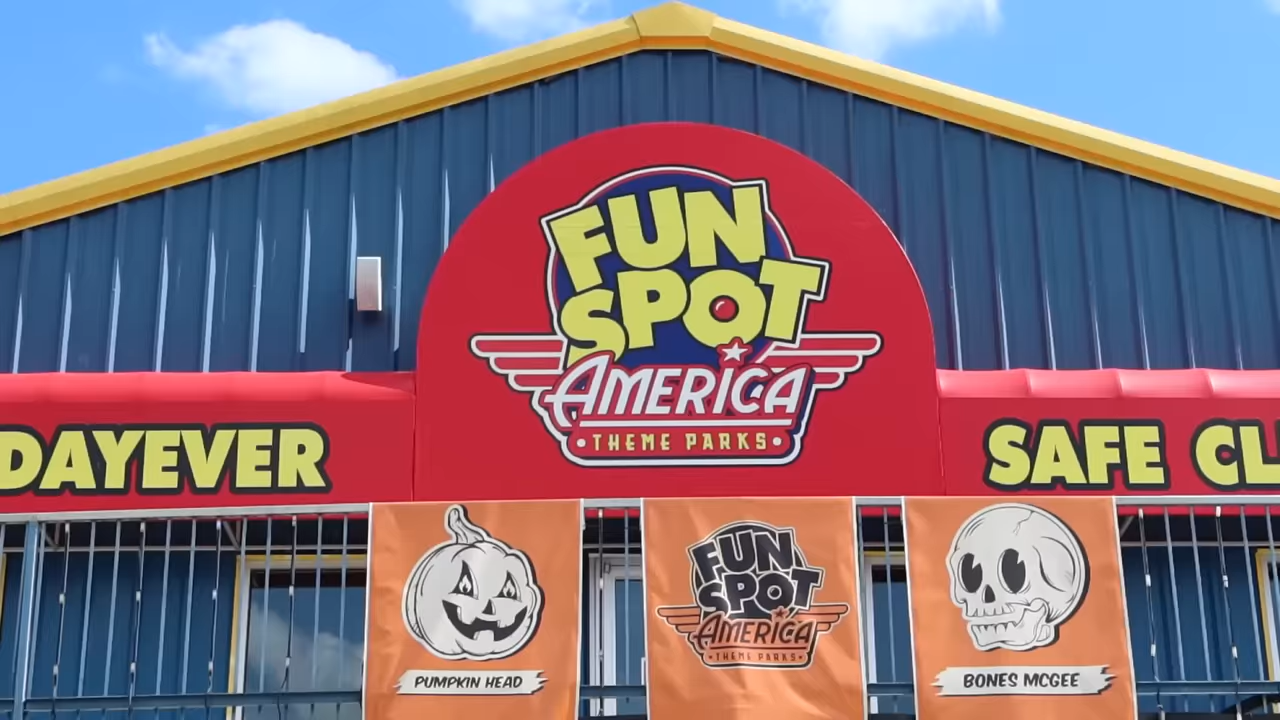 FUN
SPOT
AMERICA
• THEME PARKS •
DAYEVER
SAFE CL
PUMPKIN HEAD
FUN
SPOT
AMERICA
• THEME PARKS •
BONES MCGEE